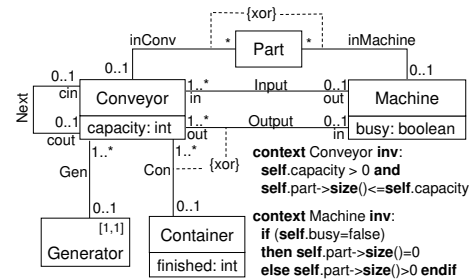 {xor}
inConv * Part * inMachine
0..1 0..1
0..1 cin Conveyor 1..* in Input 0..1 out Machine
Next
0..1 cout capacity: int 1..* out Output 0..1 in busy: boolean
1..* 1..* {xor}
Gen Con
context Conveyor inv:
self.capacity > 0 and
self.part->size()<=self.capacity
0..1 0..1
[1,1]
Generator
Container
finished: int
context Machine inv:
if (self.busy=false)
then self.part->size()=0
else self.part->size()>0 endif